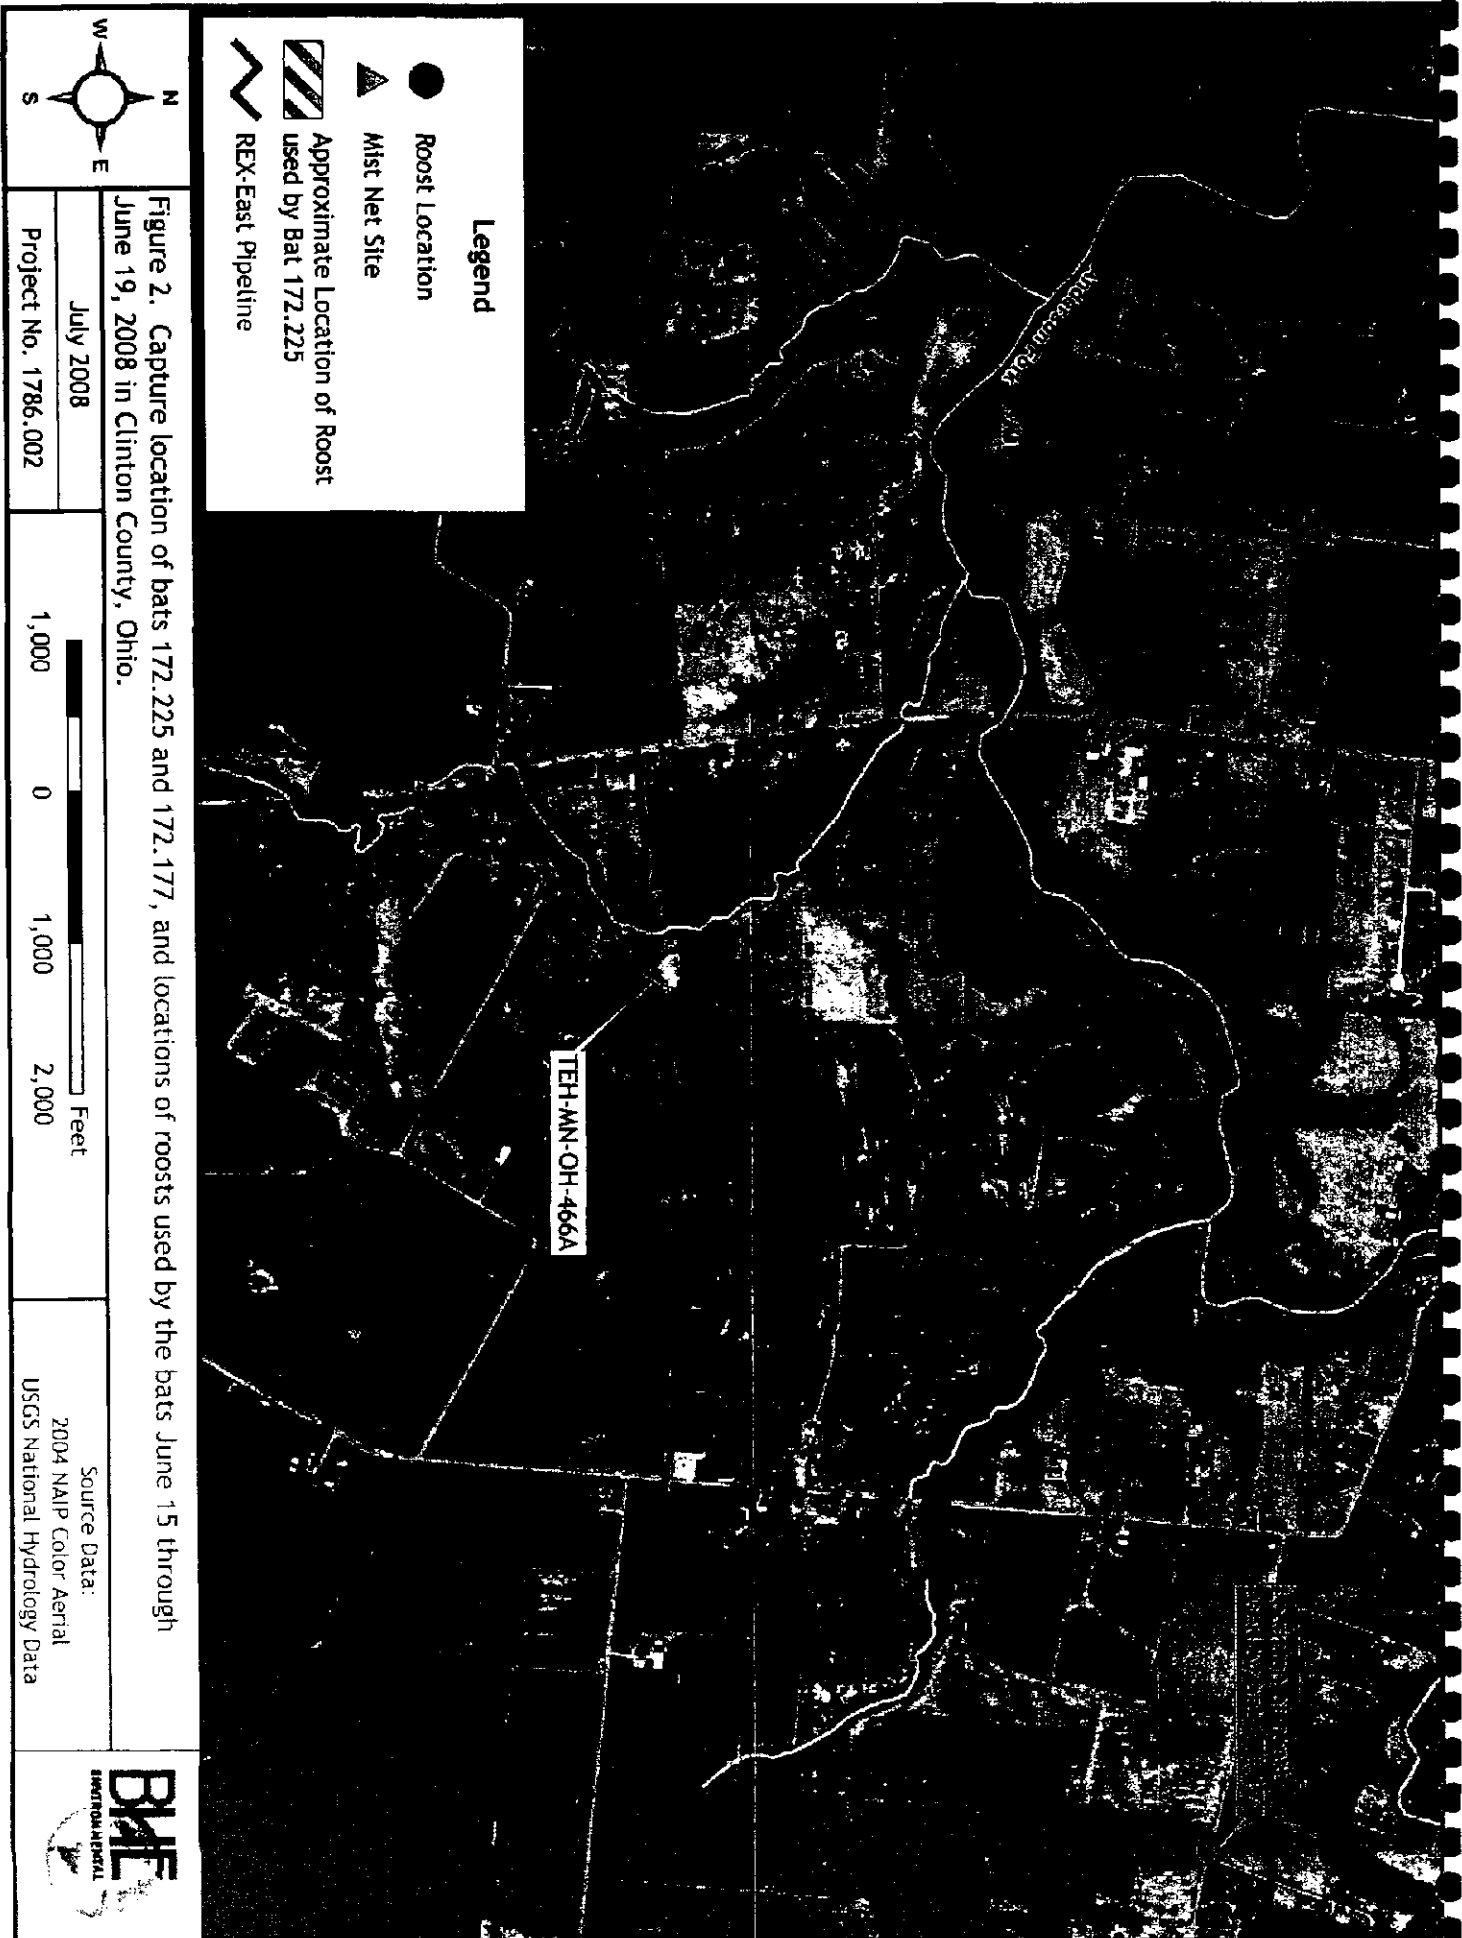 Anderson Fork
TEH-MN-OH-466A
Legend
Roost Location
Mist Net Site
Approximate Location of Roost
used by Bat 172.225
REX-East Pipeline
N
W
E
S
Figure 2. Capture location of bats 172.225 and 172.177, and locations of roosts used by the bats June 15 through
June 19, 2008 in Clinton County, Ohio.
July 2008
Project No. 1786.002
1,000 0 1,000 2,000
Feet
Source Data:
2004 NAIP Color Aerial
USGS National Hydrology Data
BHE
ENVIRONMENTAL